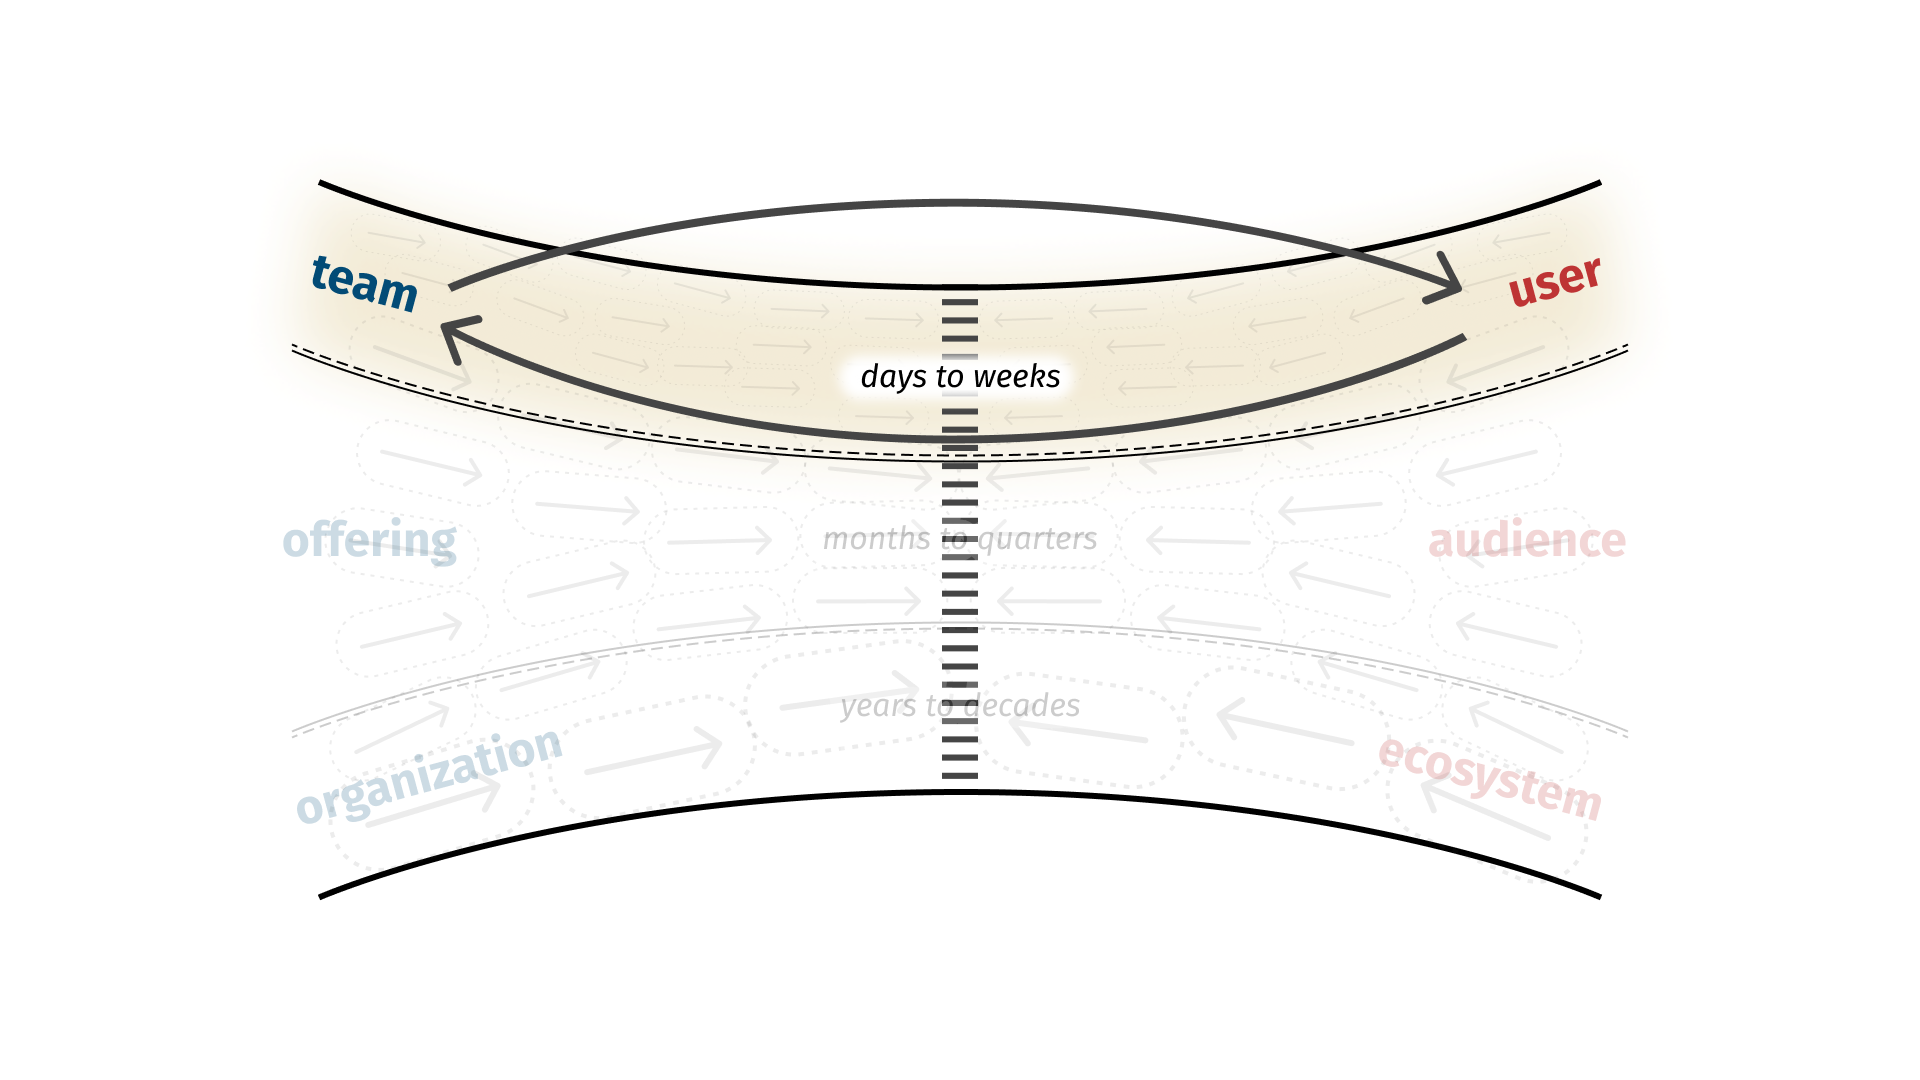 team
user
days to weeks
offering
months to quarters
audience
years to decades
organization
ecosystem